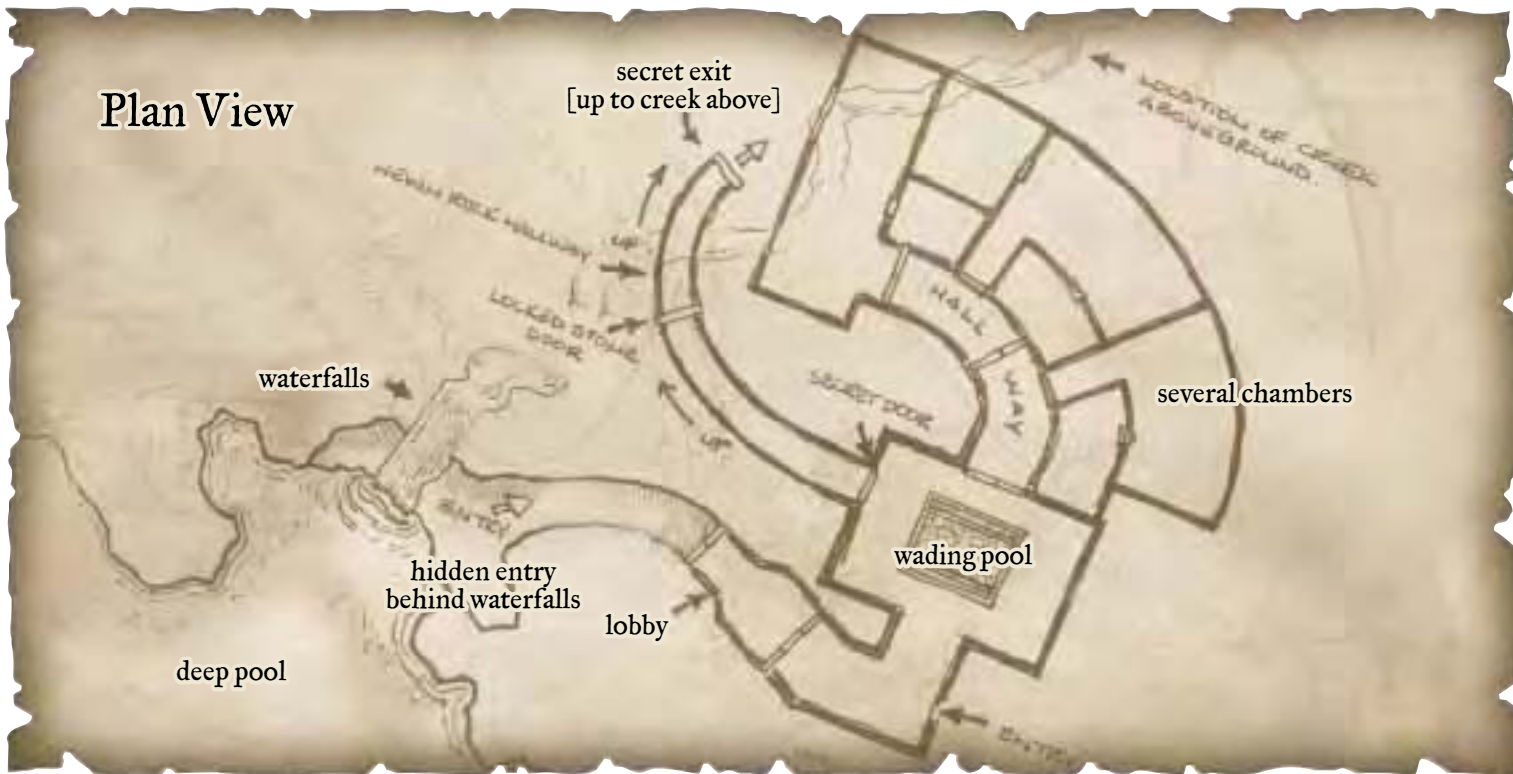 Plan View
secret exit
[up to creek above]
LOCATION OF CREEK
ABOVEGROUND.
HEWN ROCK HALLWAY
UP
LOCKED STONE
DOOR
HALL
WAY
waterfalls
SECRET DOOR
several chambers
UP
ENTRY
wading pool
hidden entry
behind waterfalls
lobby
deep pool
ENTRY